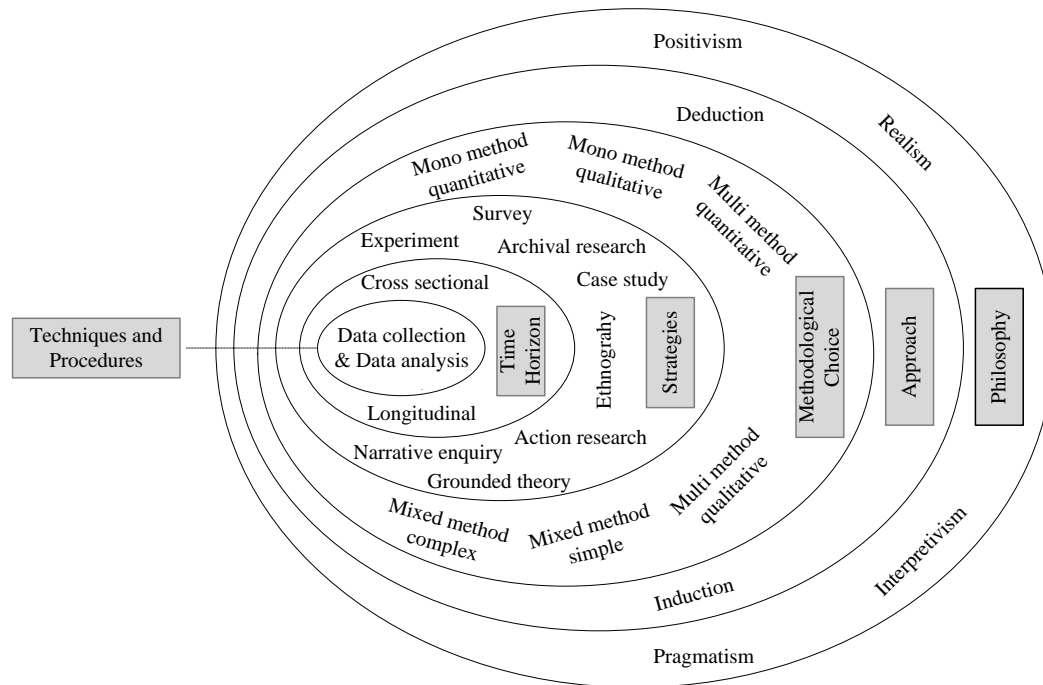 Positivism
Realism
Deduction
Mono method
quantitative
Mono method
qualitative
Multi method
quantitative
Survey
Experiment
Archival research
Cross sectional
Case study
Techniques and
Procedures
Data collection
& Data analysis
Time
Horizon
Ethnograhy
Strategies
Methodological
Choice
Approach
Philosophy
Longitudinal
Action research
Narrative enquiry
Grounded theory
Multi method
qualitative
Mixed method
complex
Mixed method
simple
Interpretivism
Induction
Pragmatism